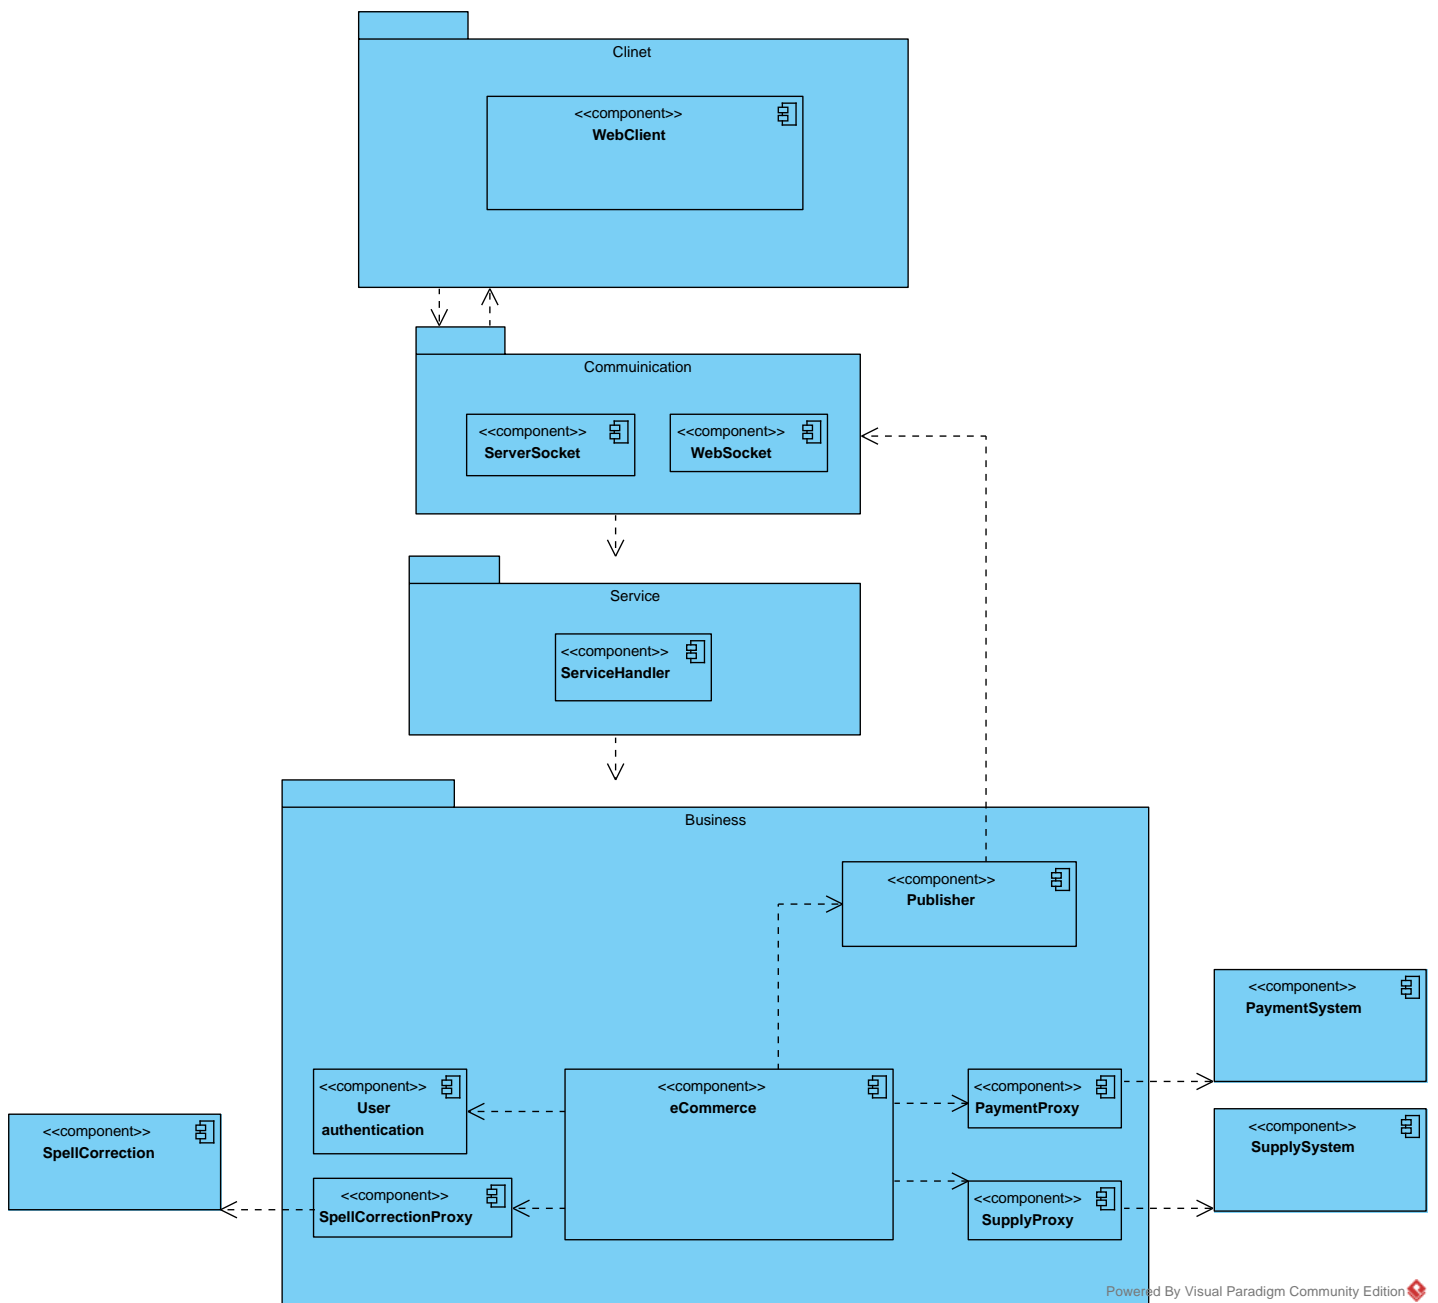 Clinet
<<component>>
WebClient
Commuinication
<<component>>
ServerSocket
<<component>>
WebSocket
Service
<<component>>
ServiceHandler
Business
<<component>>
Publisher
<<component>>
PaymentSystem
<<component>>
User
authentication
<<component>>
eCommerce
<<component>>
PaymentProxy
<<component>>
SpellCorrection
<<component>>
SupplySystem
<<component>>
SpellCorrectionProxy
<<component>>
SupplyProxy
Powered By Visual Paradigm Community Edition